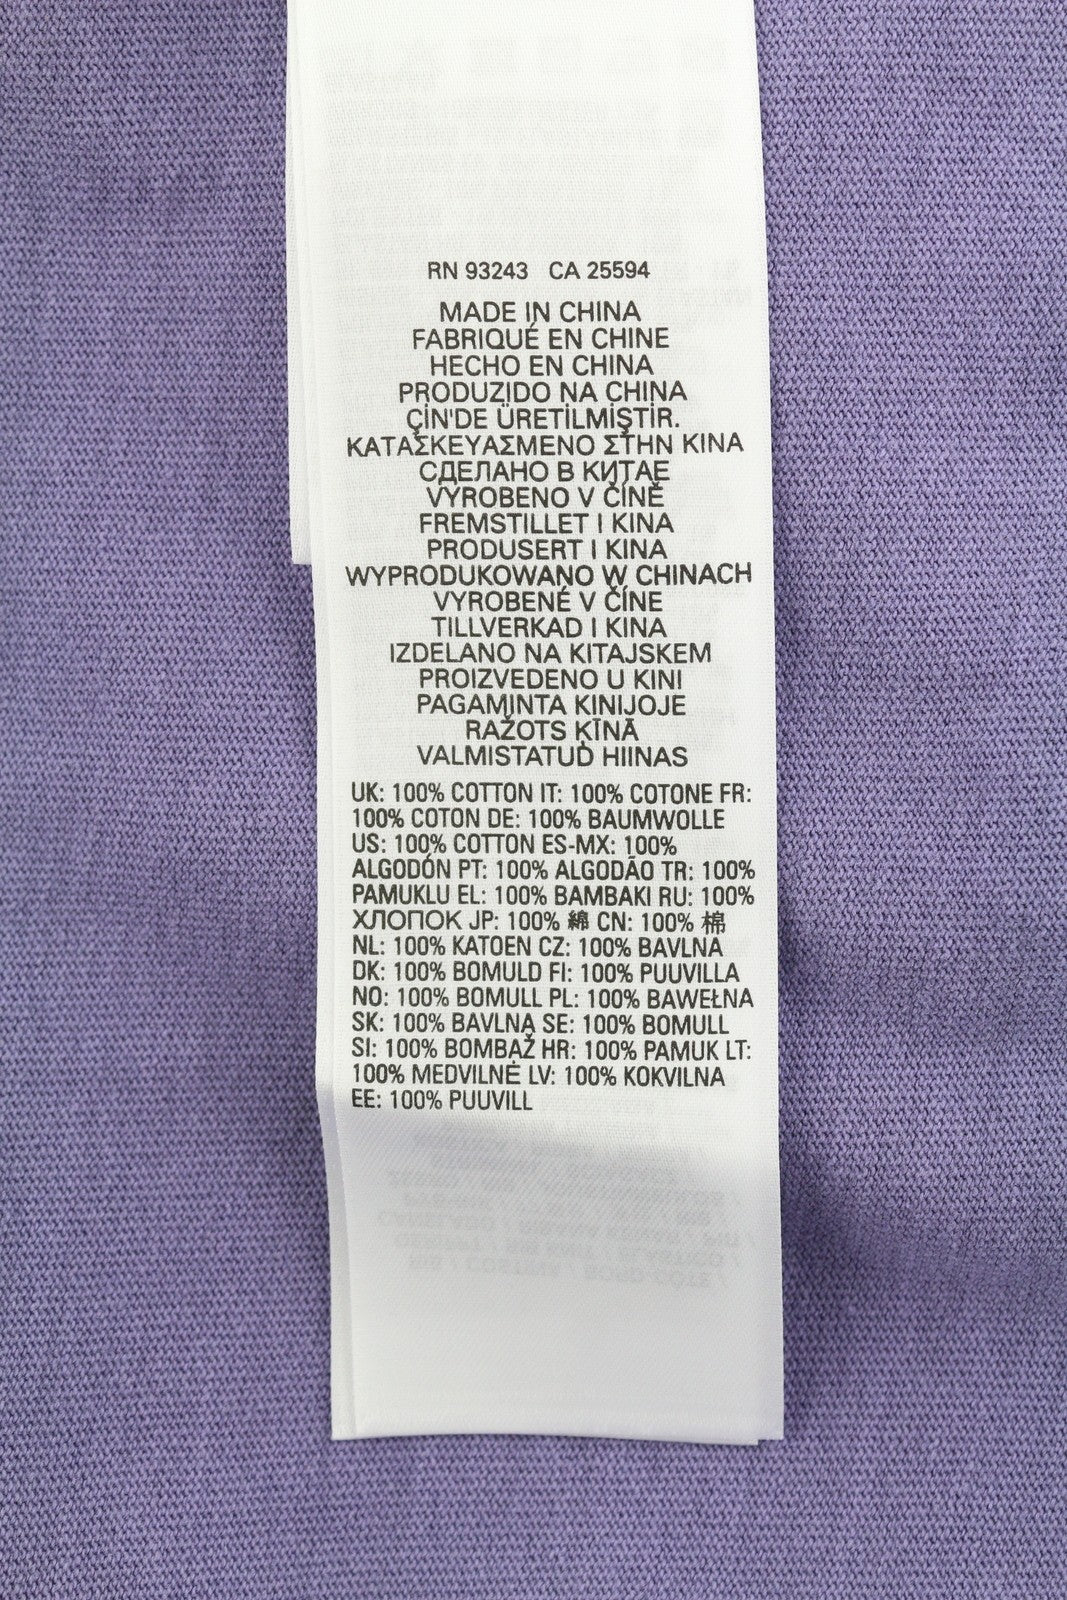 RN 93243 CA 25594
MADE IN CHINA
FABRIQUÉ EN CHINE
HECHO EN CHINA
PRODUZIDO NA CHINA
ÇİN'DE ÜRETİLMİŞTİR.
ΚΑΤΑΣΚΕΥΑΣΜΕΝΟ ΣΤΗΝ ΚΙΝΑ
СДЕЛАНО В КИТАЕ
VYROBENO V ČÍNĚ
FREMSTILLET I KINA
PRODUSERT I KINA
WYPRODUKOWANO W CHINACH
VYROBENÉ V ČÍNE
TILLVERKAD I KINA
IZDELANO NA KITAJSKEM
PROIZVEDENO U KINI
PAGAMINTA KINIJOJE
RAŽOTS ĶĪNĀ
VALMISTATUD HIINAS
UK: 100% COTTON IT: 100% COTONE FR:
100% COTON DE: 100% BAUMWOLLE
US: 100% COTTON ES-MX: 100%
ALGODÓN PT: 100% ALGODÃO TR: 100%
PAMUKLU EL: 100% ΒΑΜΒΑΚΙ RU: 100%
ХЛОПОК JP: 100% 綿 CN: 100% 棉
NL: 100% KATOEN CZ: 100% BAVLNA
DK: 100% BOMULD FI: 100% PUUVILLA
NO: 100% BOMULL PL: 100% BAWEŁNA
SK: 100% BAVLNA SE: 100% BOMULL
SI: 100% BOMBAŽ HR: 100% PAMUK LT:
100% MEDVILNĖ LV: 100% KOKVILNA
EE: 100% PUUVILL